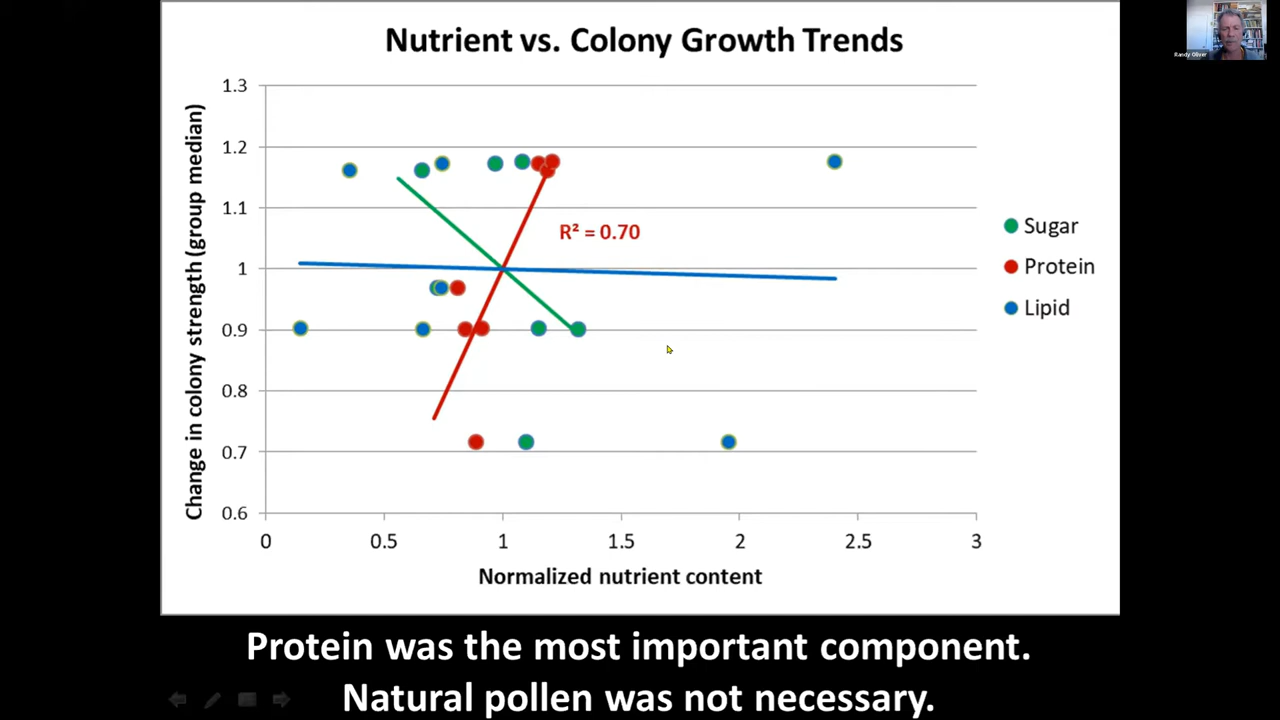 Nutrient vs. Colony Growth Trends
Randy Oliver
Change in colony strength (group median)
1.3
1.2
1.1
1
0.9
0.8
0.7
0.6
R² = 0.70
Sugar
Protein
Lipid
0 0.5 1 1.5 2 2.5 3
Normalized nutrient content
Protein was the most important component.
Natural pollen was not necessary.